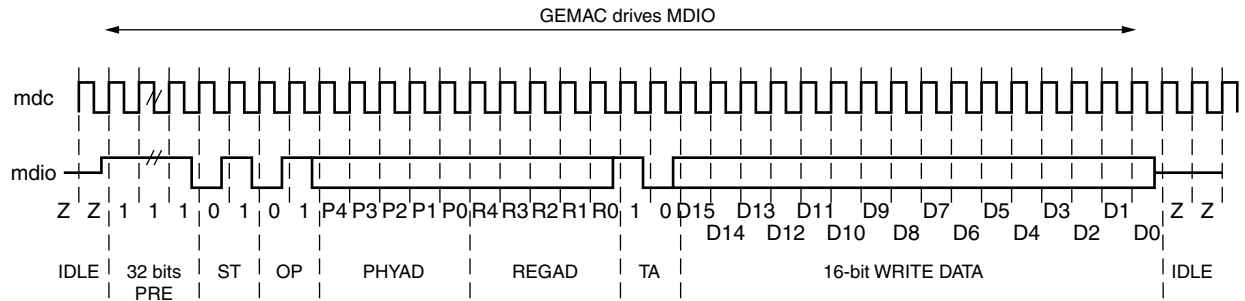 GEMAC drives MDIO
mdc
mdio
Z Z 1 1 1 0 1 0 1 P4 P3 P2 P1 P0 R4 R3 R2 R1 R0 1 0 D15 D13 D11 D9 D7 D5 D3 D1 Z Z
D14 D12 D10 D8 D6 D4 D2 D0
IDLE 32 bits ST OP PHYAD REGAD TA 16-bit WRITE DATA IDLE
PRE